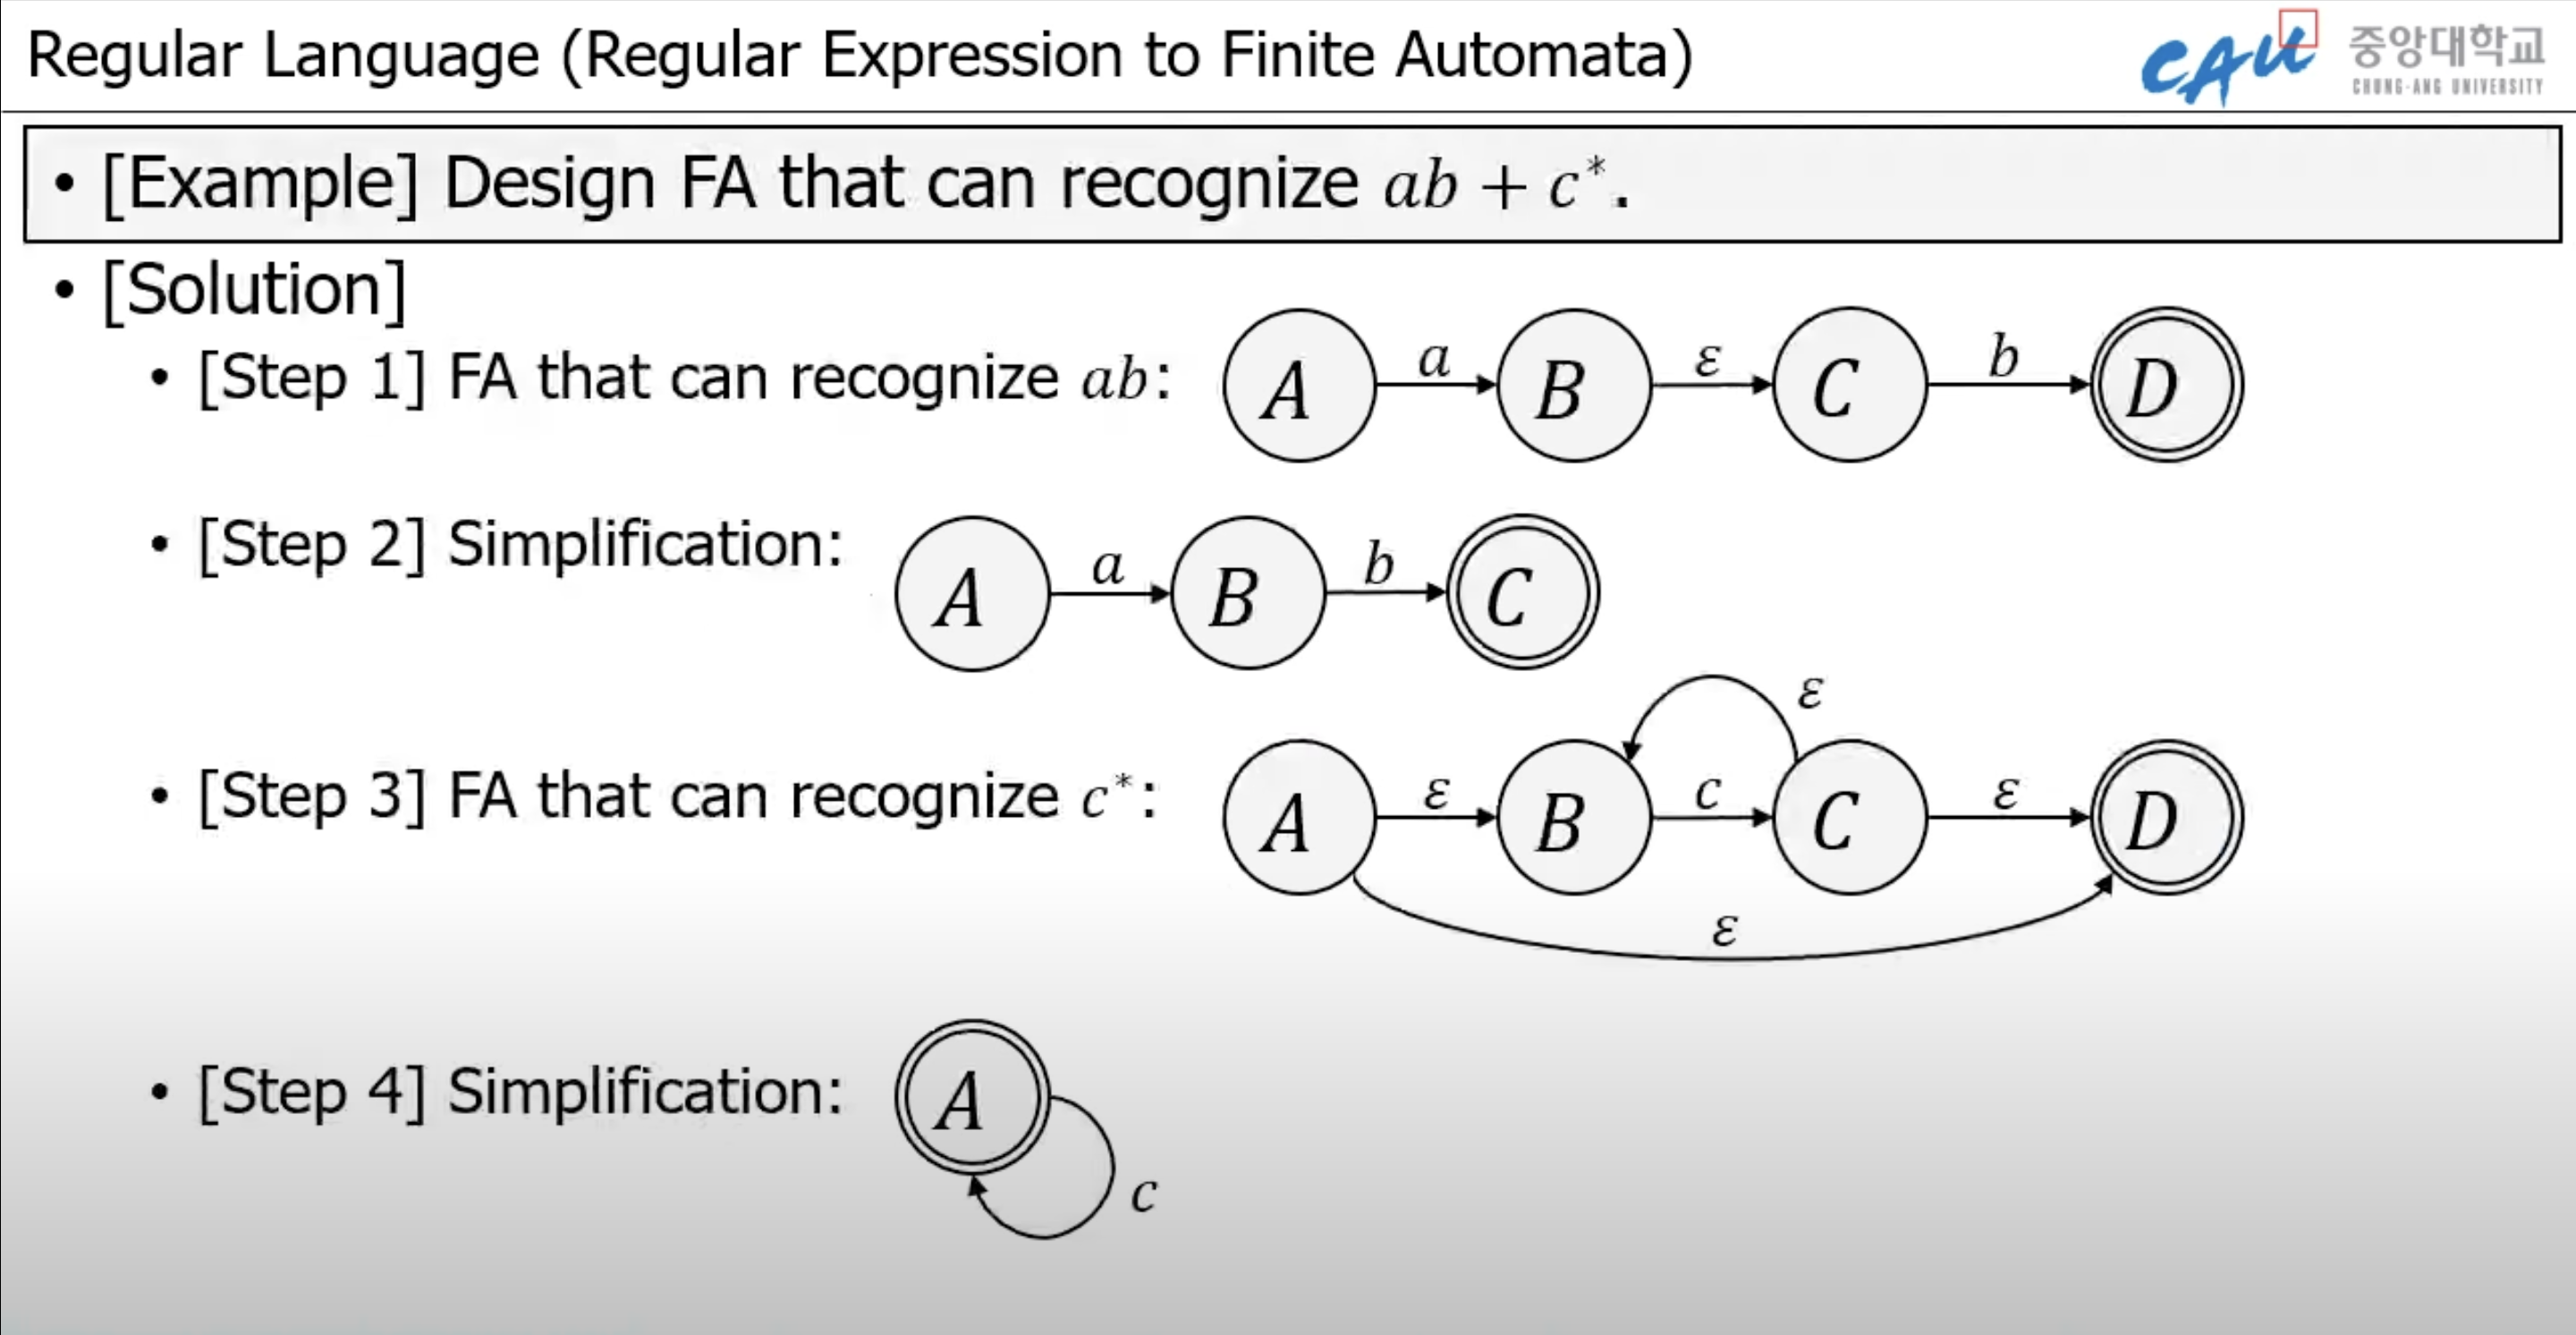 Regular Language (Regular Expression to Finite Automata)
CAU 중앙대학교
CHUNG-ANG UNIVERSITY
• [Example] Design FA that can recognize ab + c*.
• [Solution]
• [Step 1] FA that can recognize ab:
A a B ε C b D
• [Step 2] Simplification:
A a B b C
ε
• [Step 3] FA that can recognize c*:
A ε B c C ε D
ε
• [Step 4] Simplification:
A
c